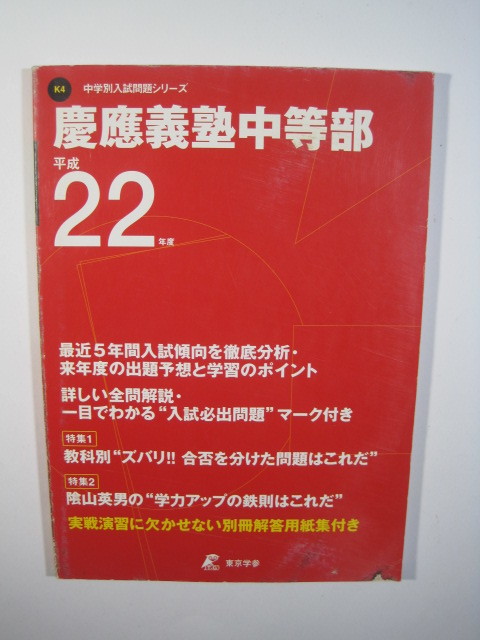 K4 中学別入試問題シリーズ
慶應義塾中等部
平成
22年度
最近5年間入試傾向を徹底分析・
来年度の出題予想と学習のポイント
詳しい全問解説・
一目でわかる“入試必出問題”マーク付き
特集1
教科別“ズバリ!! 合否を分けた問題はこれだ”
特集2
陰山英男の“学力アップの鉄則はこれだ”
実戦演習に欠かせない別冊解答用紙集付き
東京学参